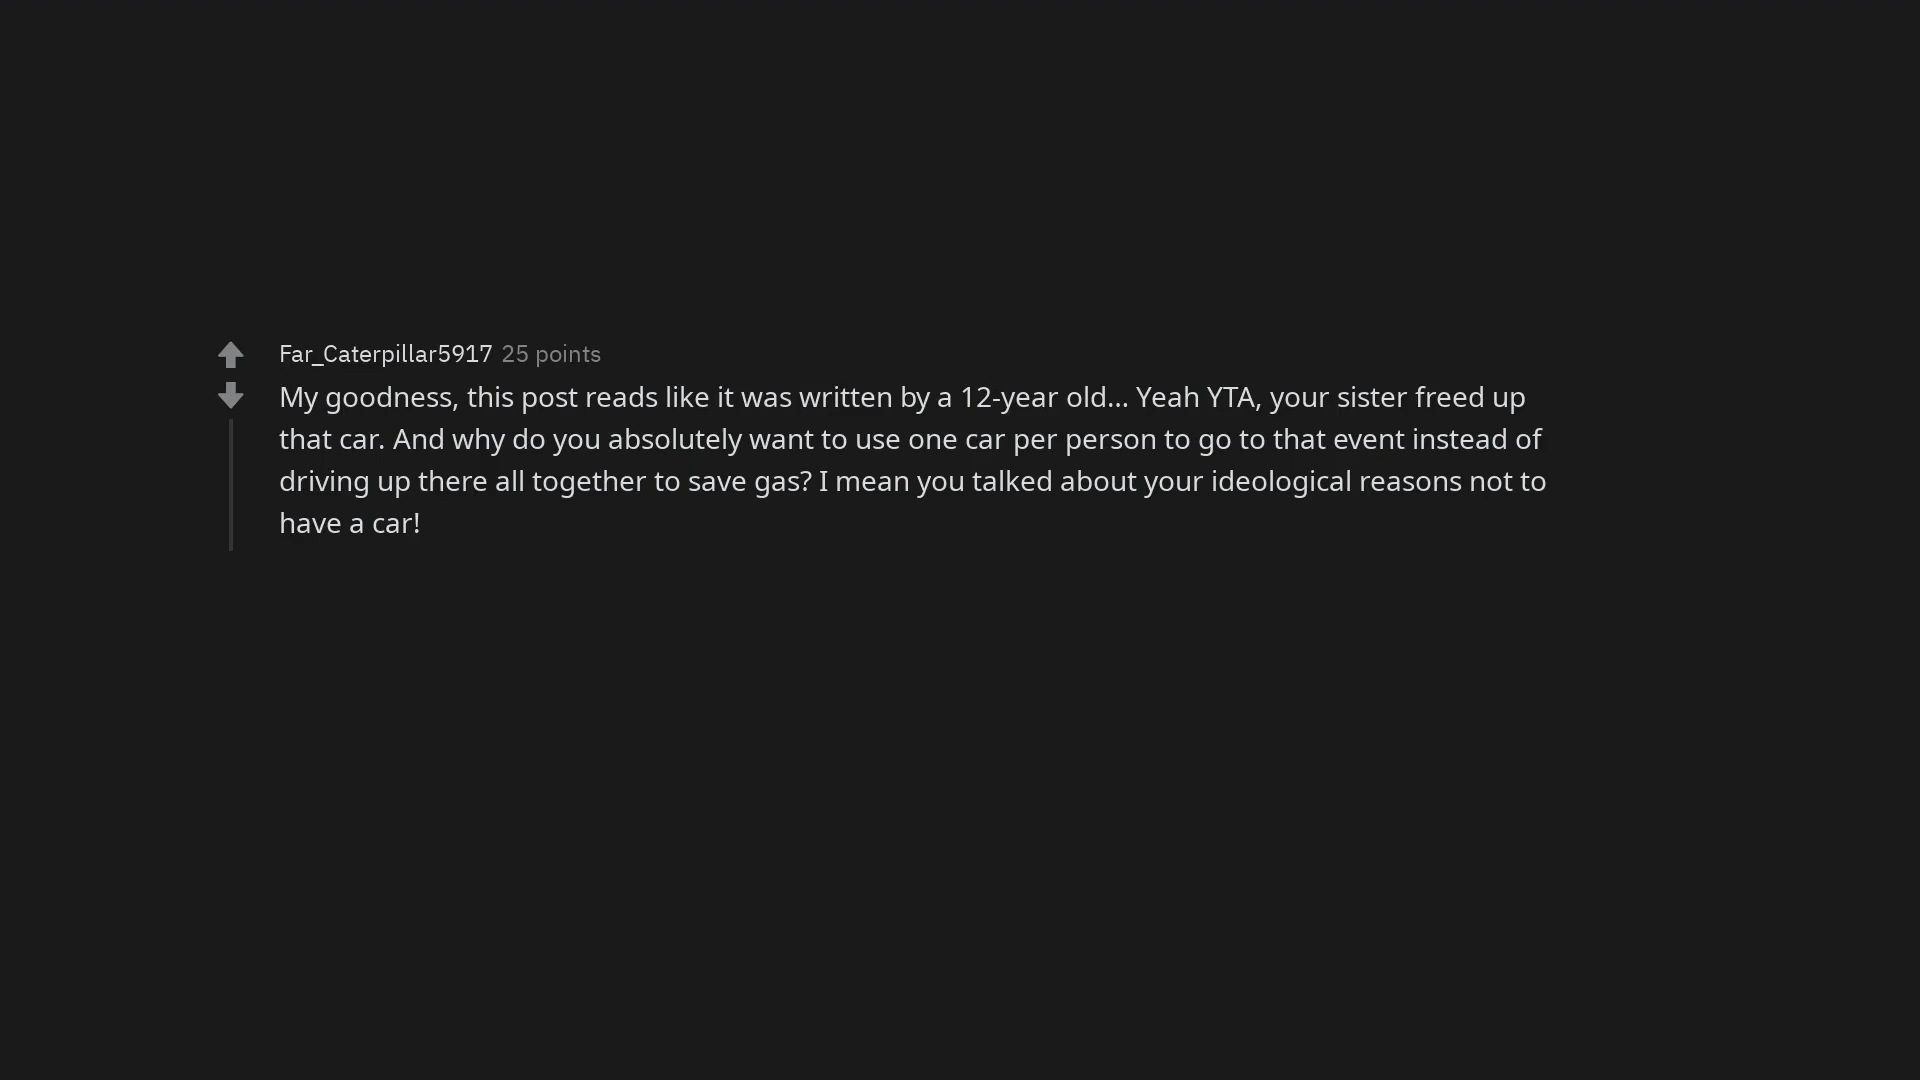 Far_Caterpillar5917 25 points
My goodness, this post reads like it was written by a 12-year old... Yeah YTA, your sister freed up
that car. And why do you absolutely want to use one car per person to go to that event instead of
driving up there all together to save gas? I mean you talked about your ideological reasons not to
have a car!